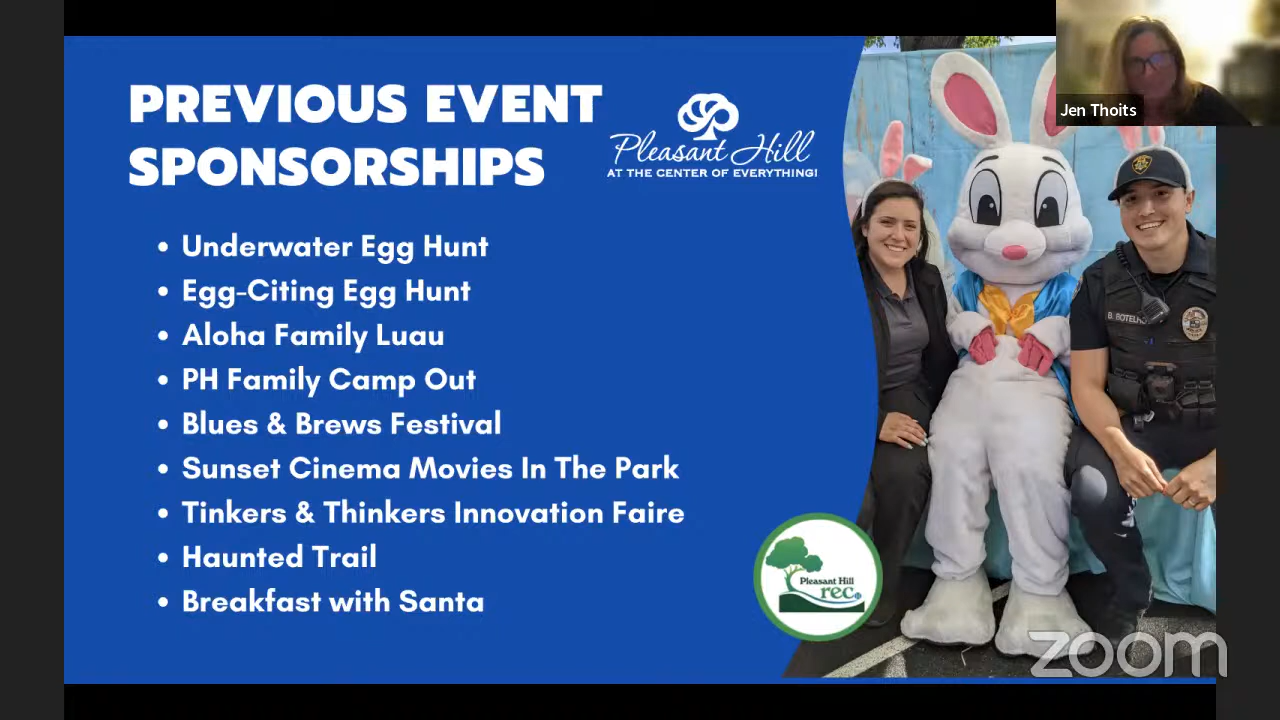 Jen Thoits
PREVIOUS EVENT
SPONSORSHIPS
Pleasant Hill
AT THE CENTER OF EVERYTHING!
• Underwater Egg Hunt
• Egg-Citing Egg Hunt
• Aloha Family Luau
• PH Family Camp Out
• Blues & Brews Festival
• Sunset Cinema Movies In The Park
• Tinkers & Thinkers Innovation Faire
• Haunted Trail
• Breakfast with Santa
B. BOTELHO
Pleasant Hill
rec
zoom